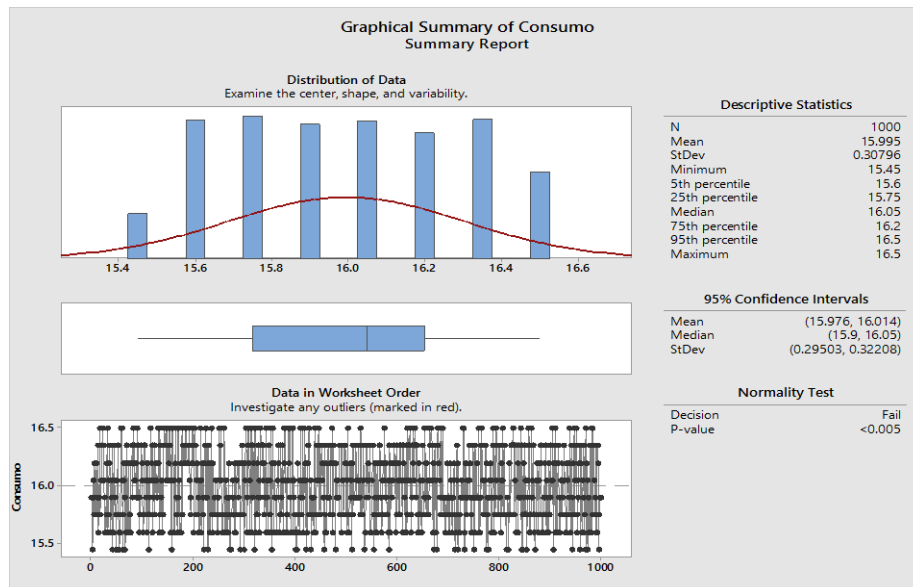 Graphical Summary of Consumo
Summary Report
Distribution of Data
Examine the center, shape, and variability.
15.4 15.6 15.8 16.0 16.2 16.4 16.6
Descriptive Statistics
N 1000
Mean 15.995
StDev 0.30796
Minimum 15.45
5th percentile 15.6
25th percentile 15.75
Median 16.05
75th percentile 16.2
95th percentile 16.5
Maximum 16.5
95% Confidence Intervals
Mean (15.976, 16.014)
Median (15.9, 16.05)
StDev (0.29503, 0.32208)
Data in Worksheet Order
Investigate any outliers (marked in red).
Consumo
16.5
16.0
15.5
0 200 400 600 800 1000
Normality Test
Decision Fail
P-value <0.005